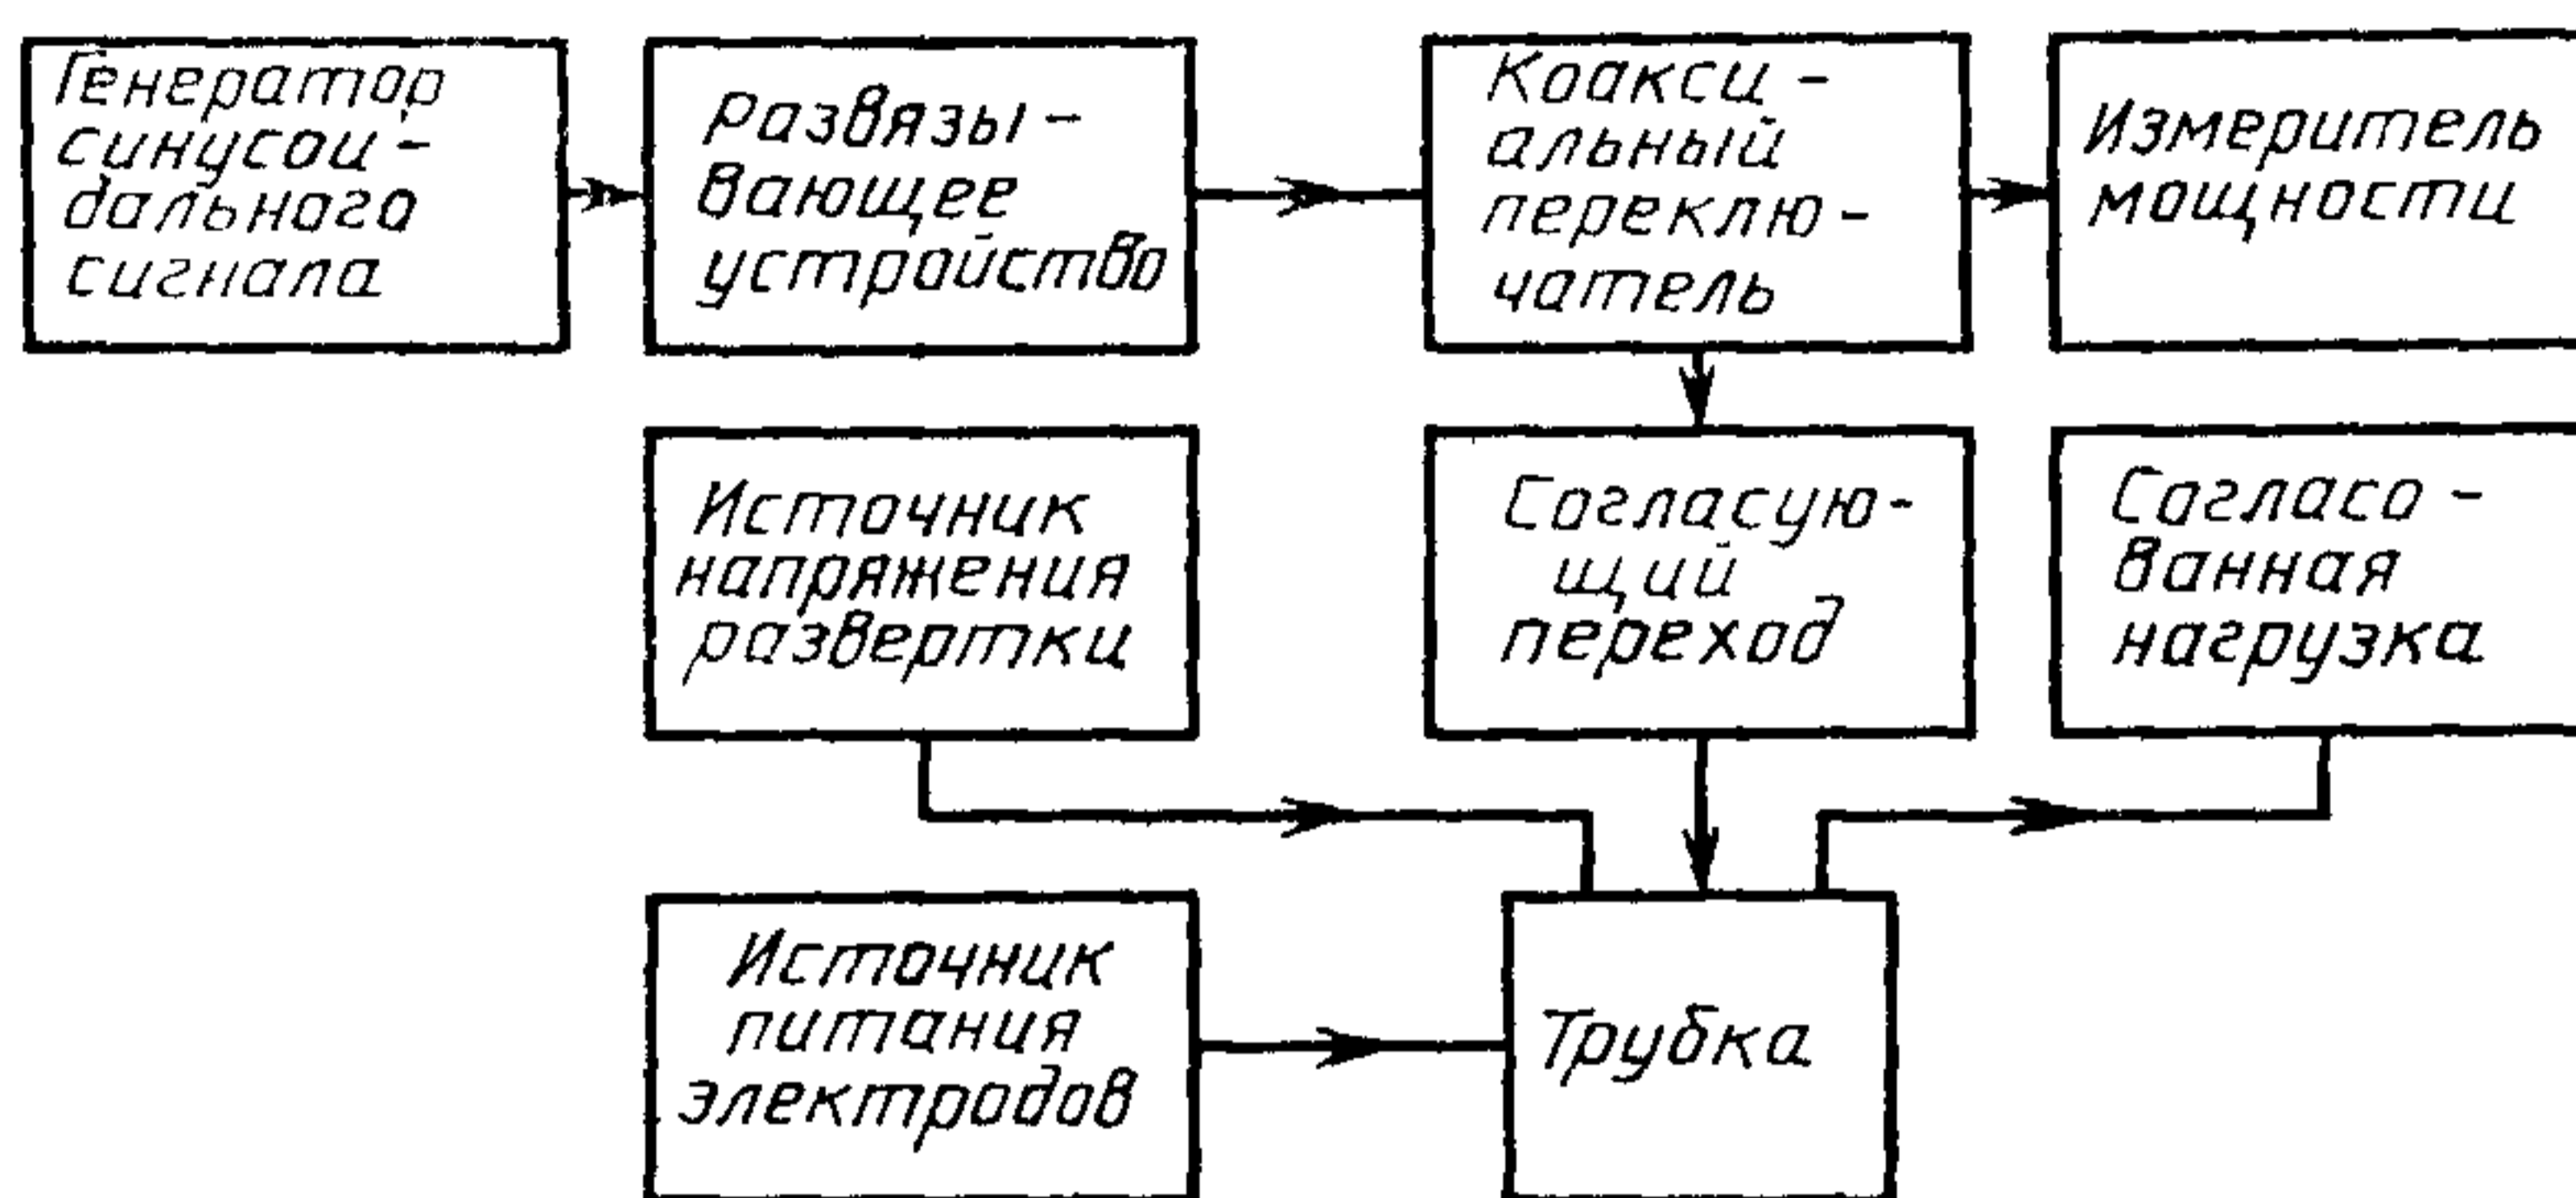 Генератор
синусои-
дального
сигнала
Развязы-
вающее
устройство
Коакси-
альный
переклю-
чатель
Измеритель
мощности
Источник
напряжения
развертки
Согласую-
щий
переход
Согласо-
ванная
нагрузка
Источник
питания
электродов
Трубка